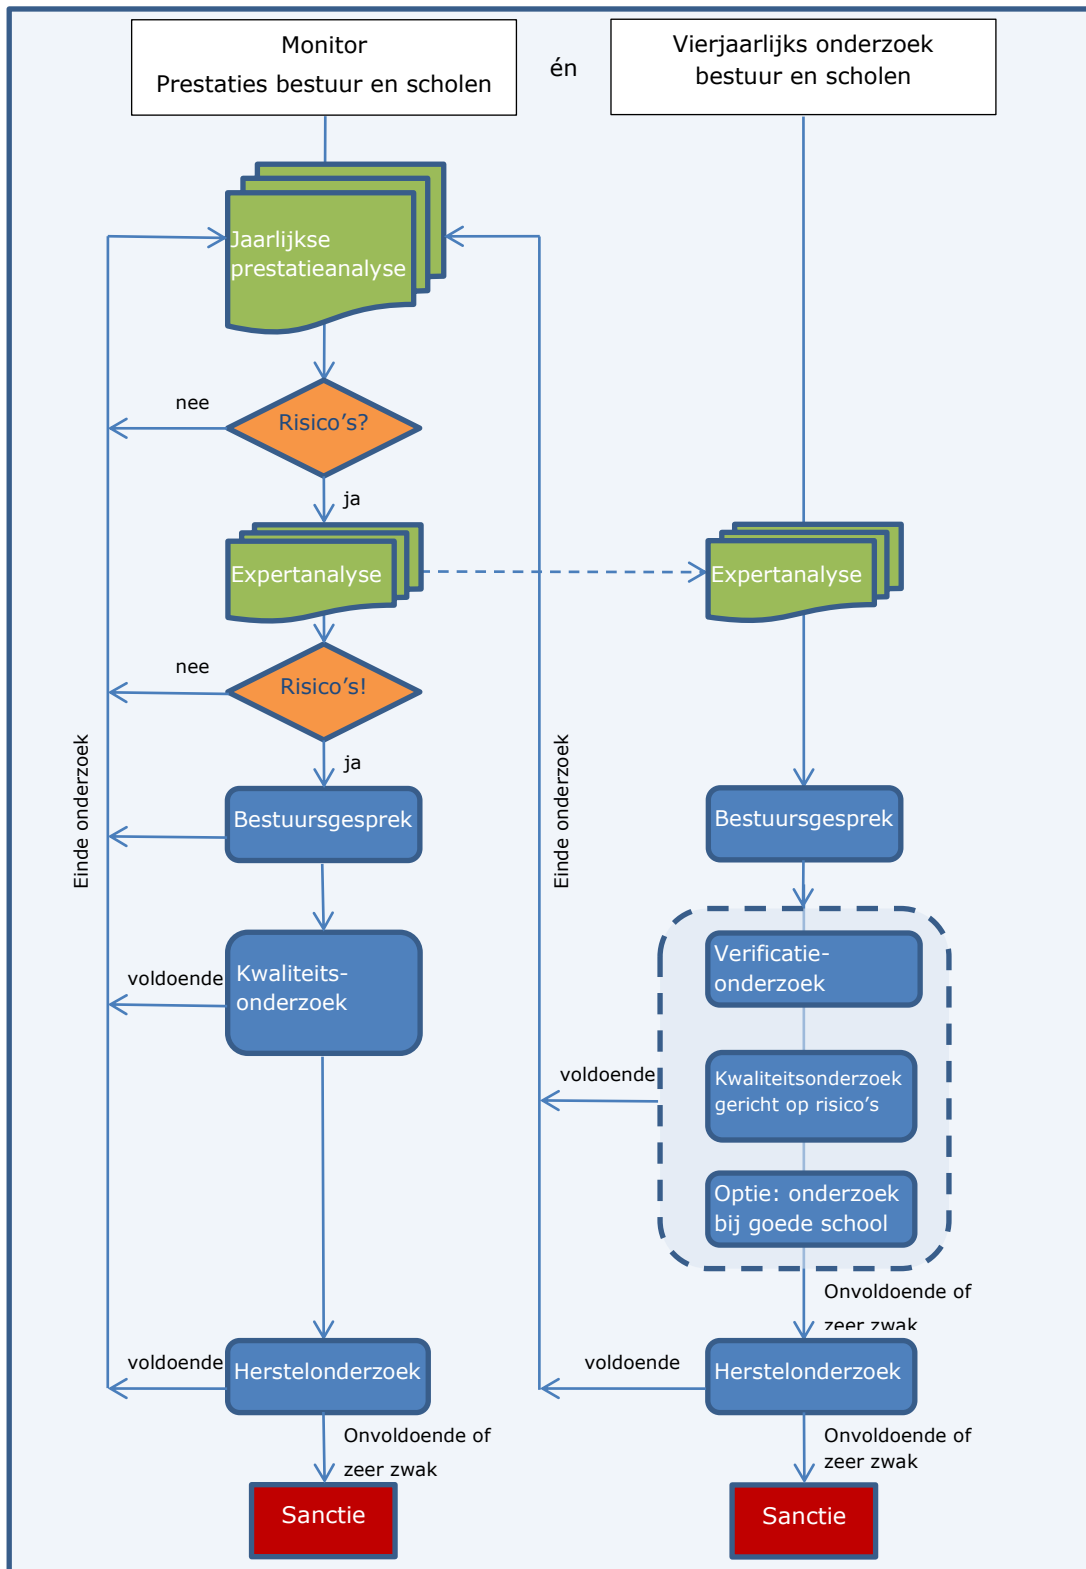 Monitor
Prestaties bestuur en scholen
én
Vierjaarlijks onderzoek
bestuur en scholen
Jaarlijkse
prestatieanalyse
nee
Risico's?
ja
Expertanalyse
Expertanalyse
nee
Risico's!
ja
Einde onderzoek
Einde onderzoek
Bestuursgesprek
Bestuursgesprek
voldoende
Kwaliteits-
onderzoek
Verificatie-
onderzoek
voldoende
Kwaliteitsonderzoek
gericht op risico's
Optie: onderzoek
bij goede school
Onvoldoende of
zeer zwak
voldoende
Herstelonderzoek
voldoende
Herstelonderzoek
Onvoldoende of
zeer zwak
Onvoldoende of
zeer zwak
Sanctie
Sanctie